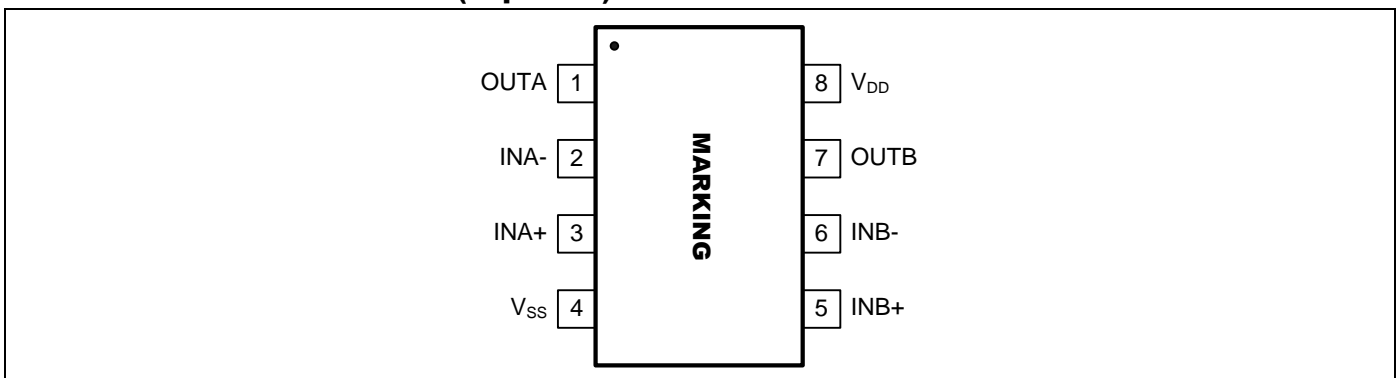 OUTA 1 8 VDD
INA- 2 7 OUTB
MARKING
INA+ 3 6 INB-
VSS 4 5 INB+